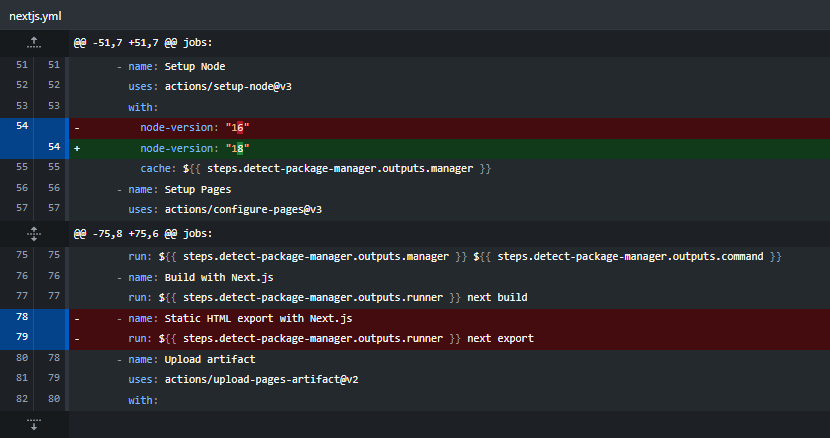 nextjs.yml
@@ -51,7 +51,7 @@ jobs:
51 51 - name: Setup Node
52 52 uses: actions/setup-node@v3
53 53 with:
54 - node-version: "16"
54 + node-version: "18"
55 55 cache: ${{ steps.detect-package-manager.outputs.manager }}
56 56 - name: Setup Pages
57 57 uses: actions/configure-pages@v3
@@ -75,8 +75,6 @@ jobs:
75 75 run: ${{ steps.detect-package-manager.outputs.manager }} ${{ steps.detect-package-manager.outputs.command }}
76 76 - name: Build with Next.js
77 77 run: ${{ steps.detect-package-manager.outputs.runner }} next build
78 - - name: Static HTML export with Next.js
79 - run: ${{ steps.detect-package-manager.outputs.runner }} next export
80 78 - name: Upload artifact
81 79 uses: actions/upload-pages-artifact@v2
82 80 with: